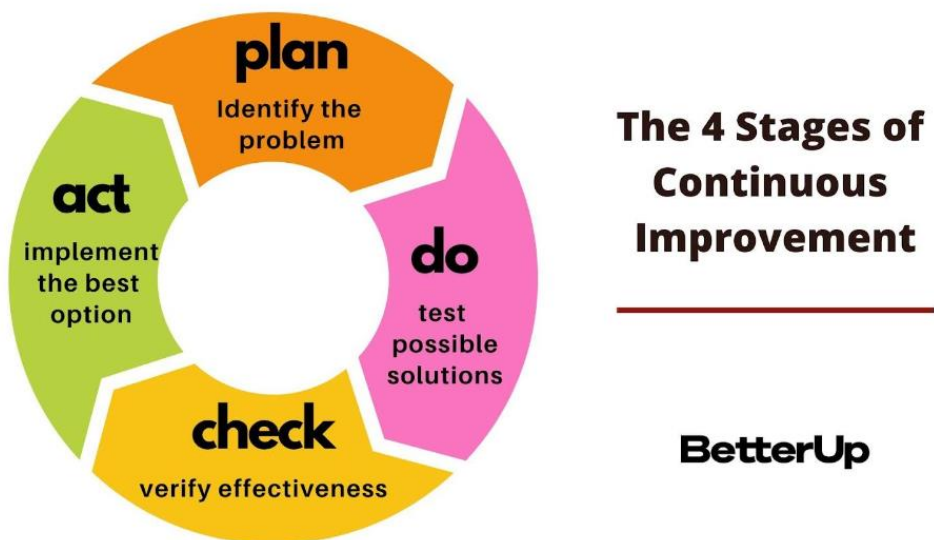 plan
Identify the
problem
do
test
possible
solutions
check
verify effectiveness
act
implement
the best
option
The 4 Stages of
Continuous
Improvement
BetterUp